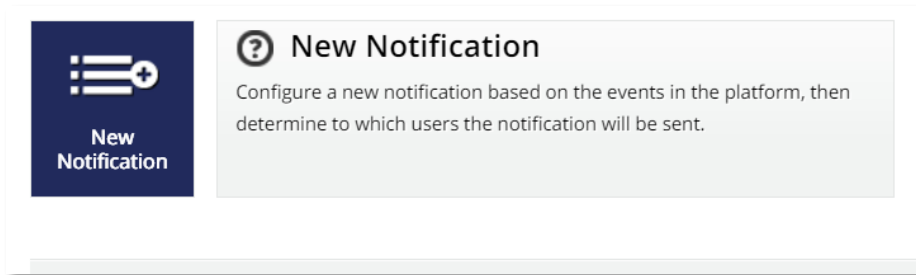 New
Notification
New Notification
Configure a new notification based on the events in the platform, then
determine to which users the notification will be sent.